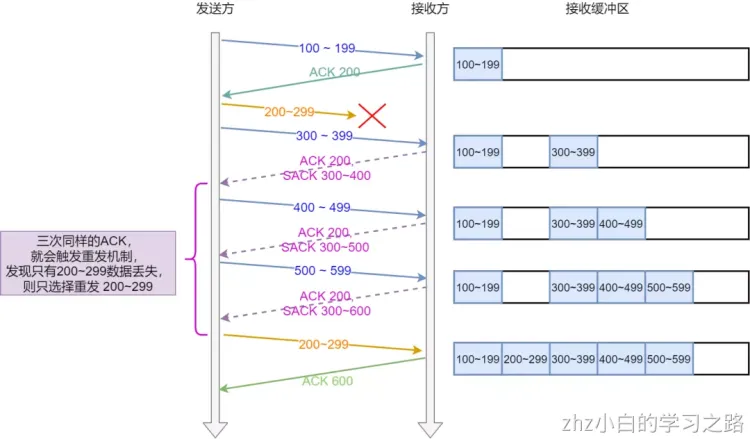 发送方
接收方
接收缓冲区
100 ~ 199
100~199
ACK 200
200~299
300 ~ 399
100~199
300~399
ACK 200,
SACK 300~400
400 ~ 499
100~199
300~399
400~499
ACK 200,
SACK 300~500
三次同样的ACK,
就会触发重发机制,
发现只有200~299数据丢失,
则只选择重发 200~299
500 ~ 599
100~199
300~399
400~499
500~599
ACK 200,
SACK 300~600
200~299
100~199
200~299
300~399
400~499
500~599
ACK 600
zhz小白的学习之路